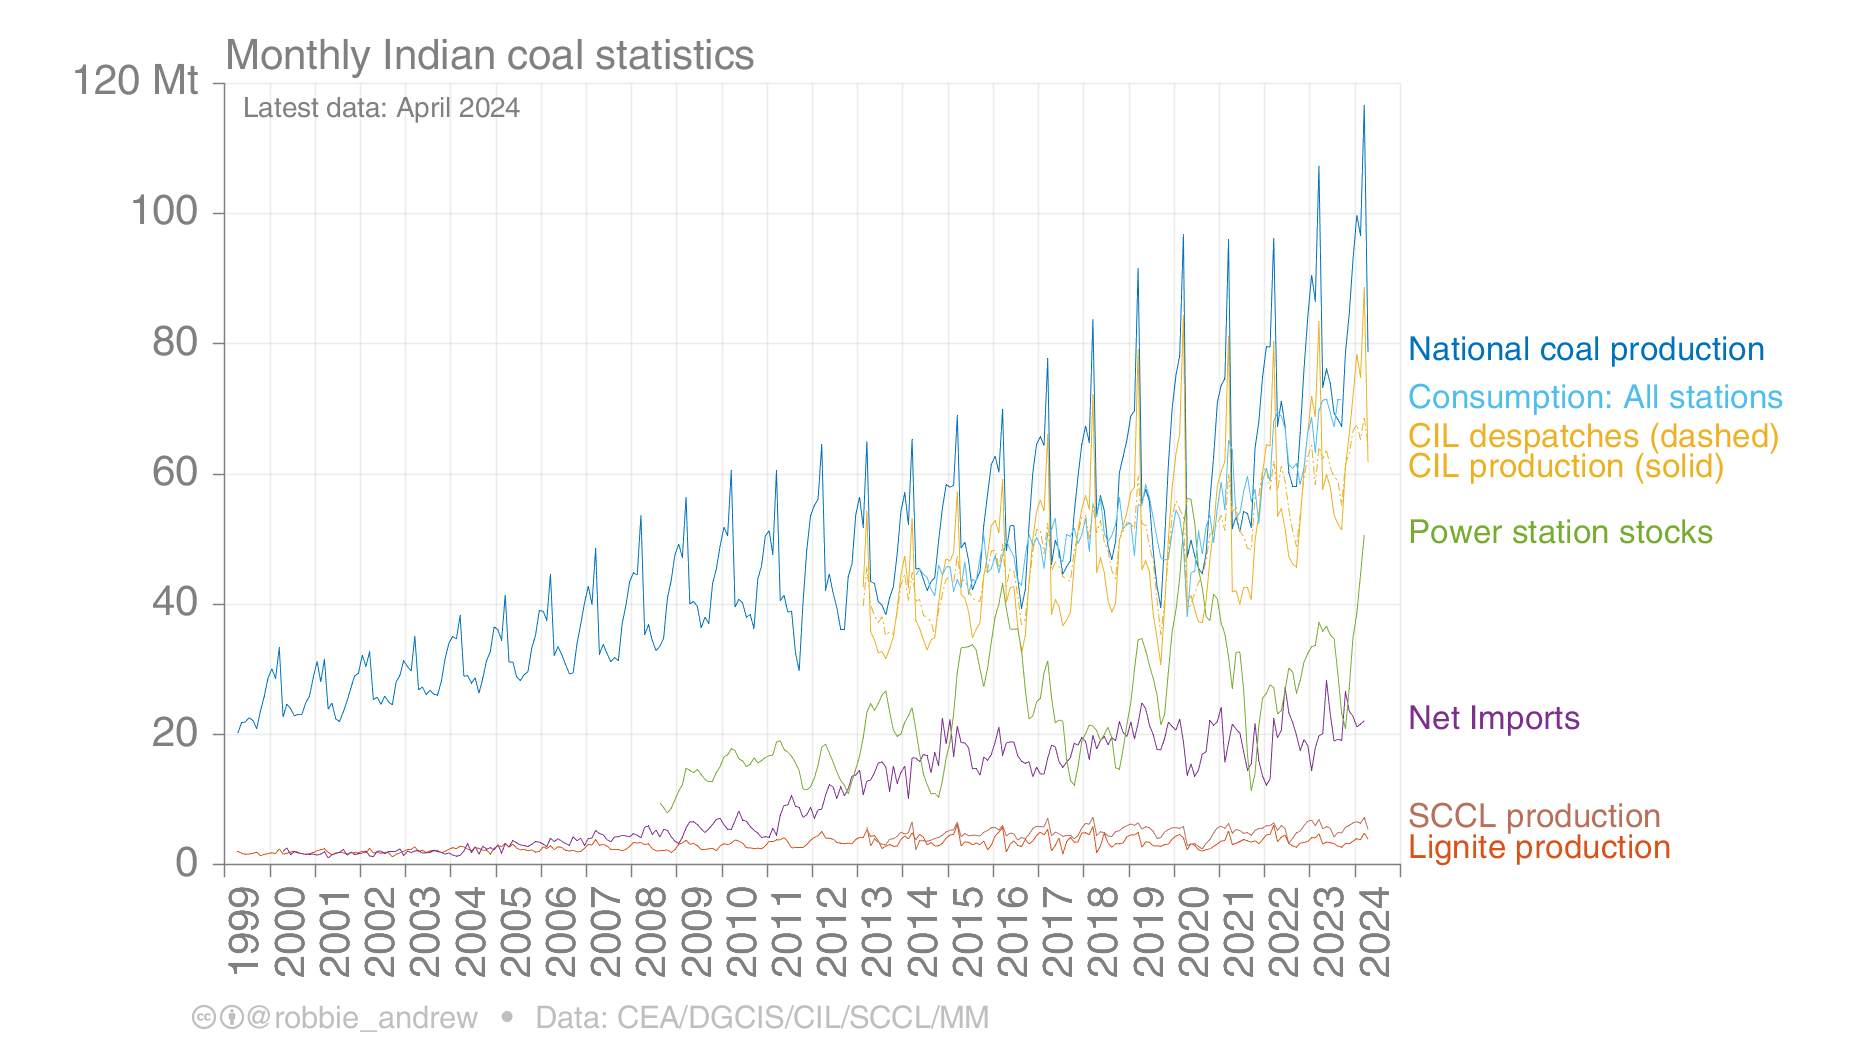 Monthly Indian coal statistics
120 Mt
Latest data: April 2024
100
80
60
40
20
0
National coal production
Consumption: All stations
CIL despatches (dashed)
CIL production (solid)
Power station stocks
Net Imports
SCCL production
Lignite production
1999
2000
2001
2002
2003
2004
2005
2006
2007
2008
2009
2010
2011
2012
2013
2014
2015
2016
2017
2018
2019
2020
2021
2022
2023
2024
@robbie_andrew • Data: CEA/DGCIS/CIL/SCCL/MM